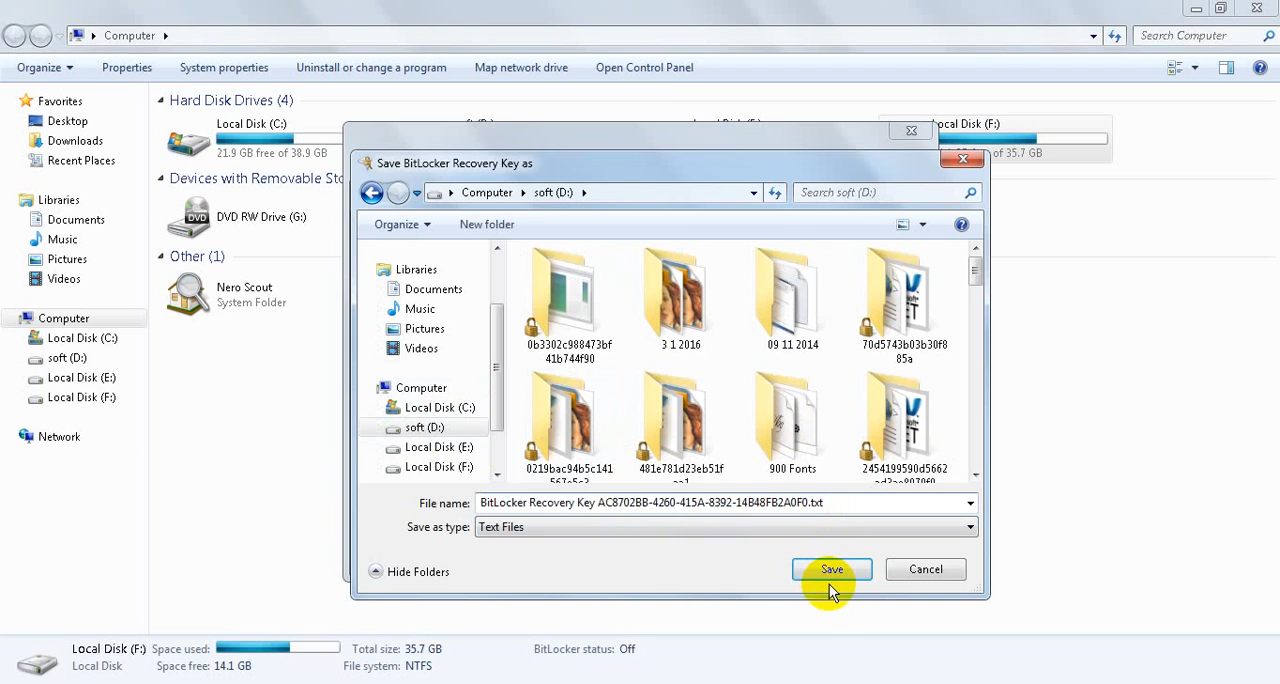 Computer
Search Computer
Organize
Properties
System properties
Uninstall or change a program
Map network drive
Open Control Panel
Favorites
Desktop
Downloads
Recent Places
Libraries
Documents
Music
Pictures
Videos
Computer
Local Disk (C:)
soft (D:)
Local Disk (E:)
Local Disk (F:)
Network
Hard Disk Drives (4)
Local Disk (C:)
21.9 GB free of 38.9 GB
ocal Disk (F:)
of 35.7 GB
Devices with Removable Sto
DVD
DVD RW Drive (G:)
Other (1)
Nero Scout
System Folder
Save BitLocker Recovery Key as
Computer
soft (D:)
Search soft (D:)
Organize
New folder
Libraries
Documents
Music
Pictures
Videos
Computer
Local Disk (C:)
soft (D:)
Local Disk (E:)
Local Disk (F:)
0b3302c988473bf
41b744f90
3 1 2016
09 11 2014
70d5743b03b30f8
85a
0219bac94b5c141
481e781d23eb51f
900 Fonts
2454199590d5662
File name:
BitLocker Recovery Key AC8702BB-4260-415A-8392-14B48FB2A0F0.txt
Save as type:
Text Files
Hide Folders
Save
Cancel
Local Disk (F:)
Space used:
Total size: 35.7 GB
BitLocker status: Off
Local Disk
Space free: 14.1 GB
File system: NTFS